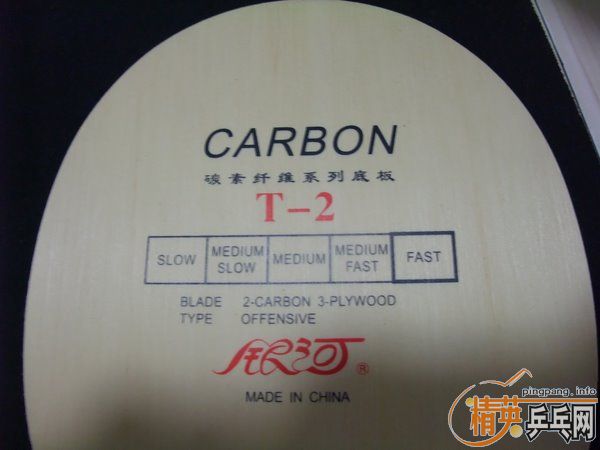 CARBON
碳素纤维系列底板
T-2
SLOW MEDIUM SLOW MEDIUM MEDIUM FAST FAST
BLADE 2-CARBON 3-PLYWOOD
TYPE OFFENSIVE
银河®
MADE IN CHINA
pingpang.info
精英乒乓网